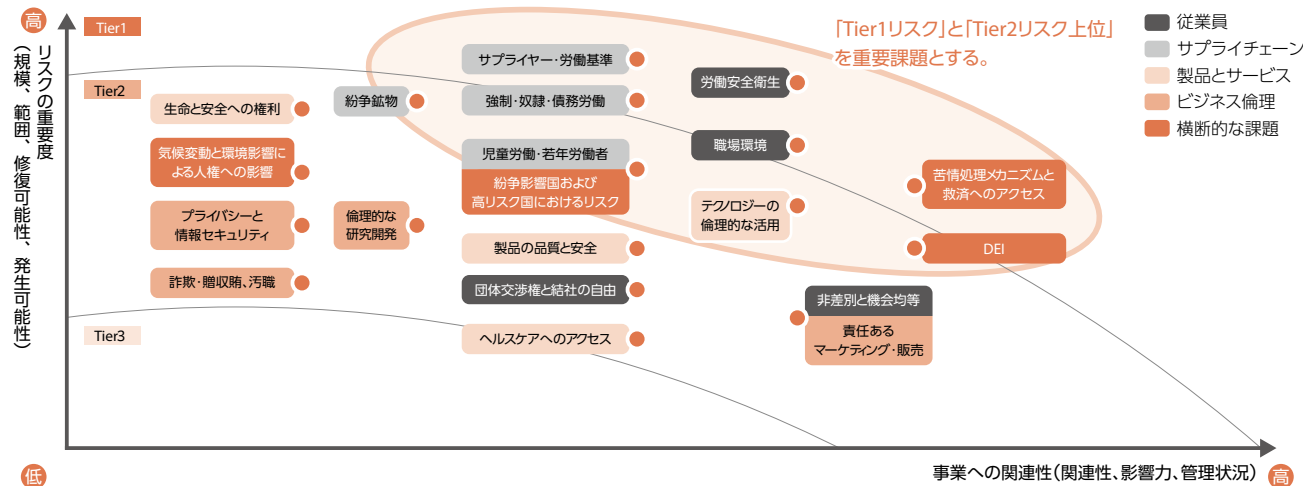 高
リスクの重要度
（規模、範囲、修復可能性、発生可能性）
低
Tier1
Tier2
Tier3
「Tier1リスク」と「Tier2リスク上位」
を重要課題とする。
従業員
サプライチェーン
製品とサービス
ビジネス倫理
横断的な課題
生命と安全への権利
気候変動と環境影響に
よる人権への影響
プライバシーと
情報セキュリティ
詐欺・贈収賄、汚職
紛争鉱物
倫理的な
研究開発
サプライヤー・労働基準
強制・奴隷・債務労働
児童労働・若年労働者
紛争影響国および
高リスク国におけるリスク
製品の品質と安全
団体交渉権と結社の自由
ヘルスケアへのアクセス
労働安全衛生
職場環境
テクノロジーの
倫理的な活用
非差別と機会均等
責任ある
マーケティング・販売
苦情処理メカニズムと
救済へのアクセス
DEI
事業への関連性（関連性、影響力、管理状況）
高